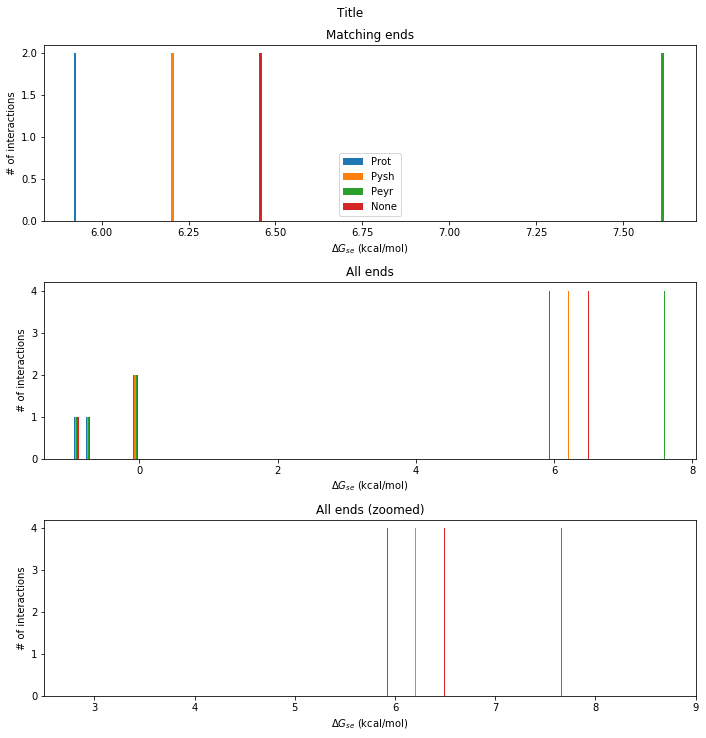 Title
Matching ends
# of interactions
2.0
1.5
1.0
0.5
0.0
Prot
Pysh
Peyr
None
6.00 6.25 6.50 6.75 7.00 7.25 7.50
ΔG_se (kcal/mol)
All ends
# of interactions
4
3
2
1
0
0 2 4 6 8
ΔG_se (kcal/mol)
All ends (zoomed)
# of interactions
4
3
2
1
0
3 4 5 6 7 8 9
ΔG_se (kcal/mol)